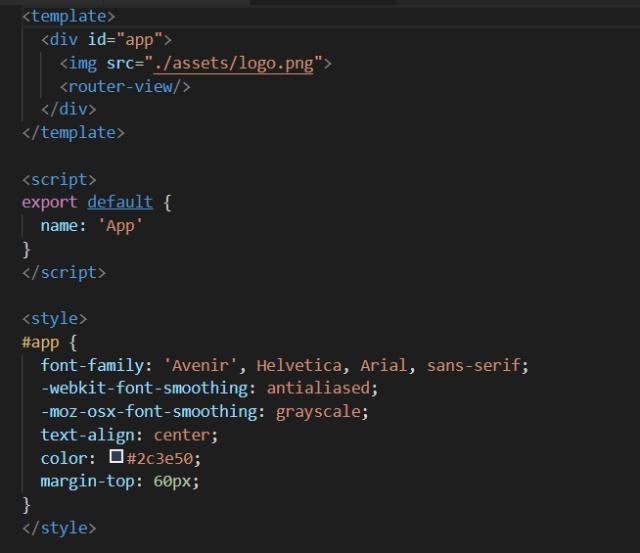 <template>
  <div id="app">
    <img src="./assets/logo.png">
    <router-view/>
  </div>
</template>

<script>
export default {
  name: 'App'
}
</script>

<style>
#app {
  font-family: 'Avenir', Helvetica, Arial, sans-serif;
  -webkit-font-smoothing: antialiased;
  -moz-osx-font-smoothing: grayscale;
  text-align: center;
  color: #2c3e50;
  margin-top: 60px;
}
</style>